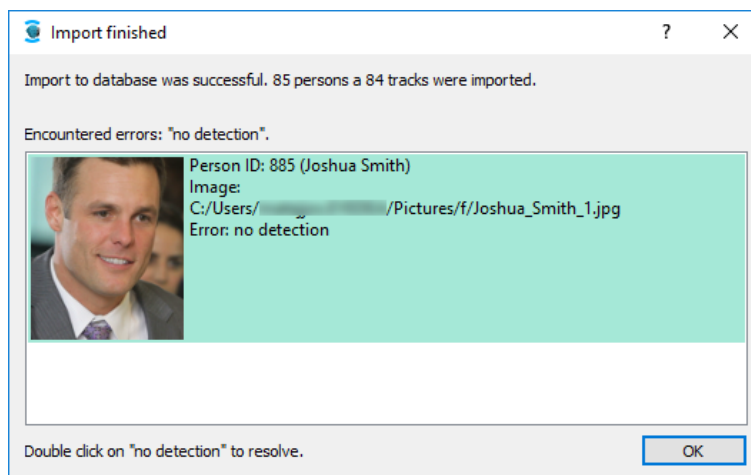 Import finished
Import to database was successful. 85 persons a 84 tracks were imported.
Encountered errors: "no detection".
Person ID: 885 (Joshua Smith)
Image:
C:/Users/ /Pictures/f/Joshua_Smith_1.jpg
Error: no detection
Double click on "no detection" to resolve.
OK